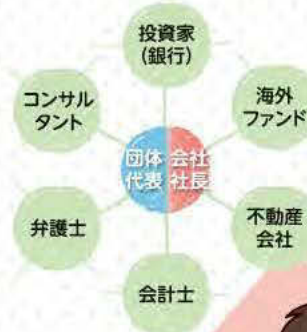 投資家
(銀行)
コンサル
タント
海外
ファンド
団体
代表
会社
社長
弁護士
不動産
会社
会計士